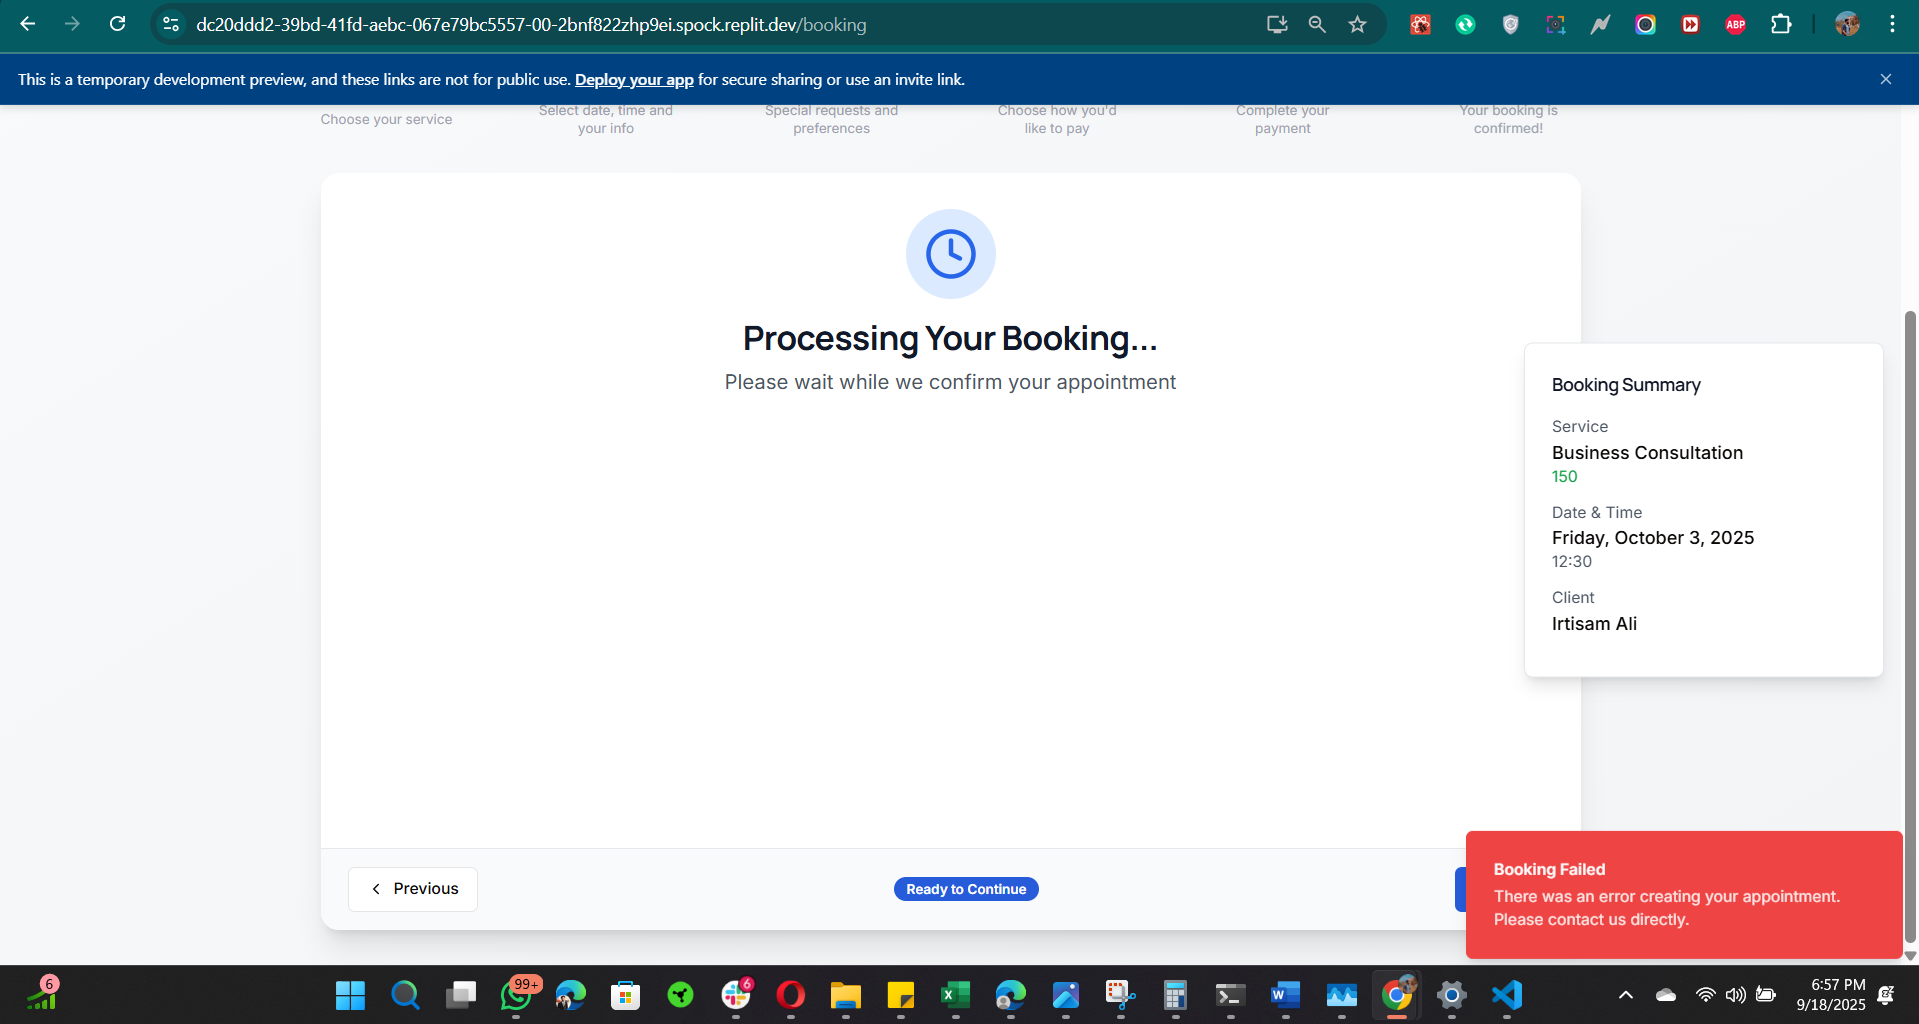 dc20ddd2-39bd-41fd-aebc-067e79bc5557-00-2bnf822zhp9ei.spock.replit.dev/booking
ABP
This is a temporary development preview, and these links are not for public use. Deploy your app for secure sharing or use an invite link.
Choose your service
Select date, time and
your info
Special requests and
preferences
Choose how you'd
like to pay
Complete your
payment
Your booking is
confirmed!
Processing Your Booking...
Please wait while we confirm your appointment
Booking Summary
Service
Business Consultation
150
Date & Time
Friday, October 3, 2025
12:30
Client
Irtisam Ali
Previous
Ready to Continue
Booking Failed
There was an error creating your appointment.
Please contact us directly.
6
99+
6
6:57 PM
9/18/2025